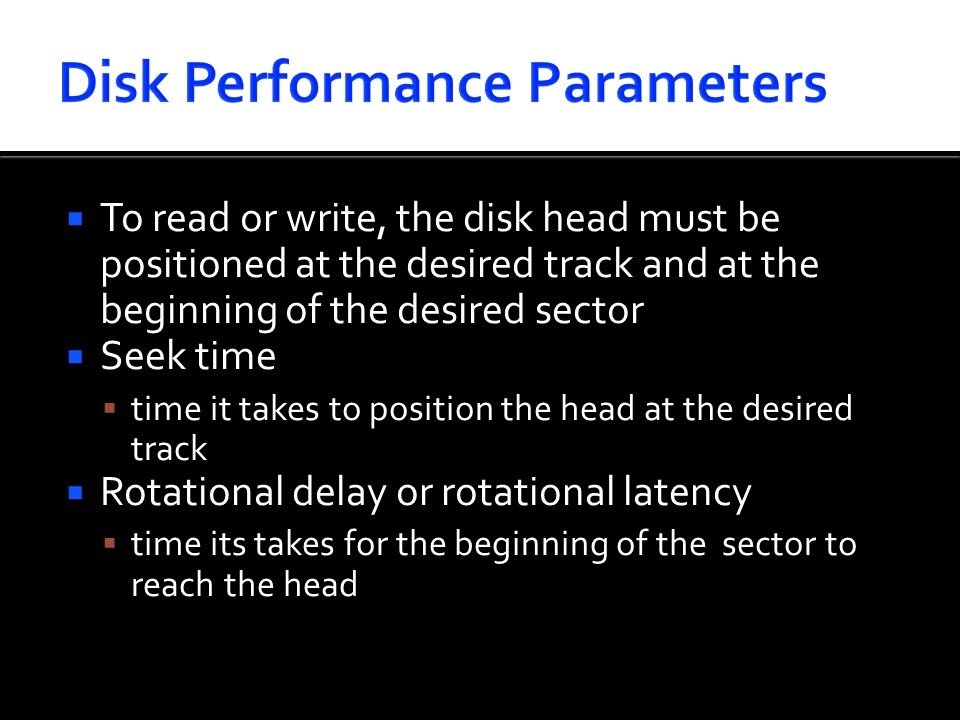 Disk Performance Parameters
To read or write, the disk head must be
positioned at the desired track and at the
beginning of the desired sector
Seek time
time it takes to position the head at the desired
track
Rotational delay or rotational latency
time its takes for the beginning of the  sector to
reach the head